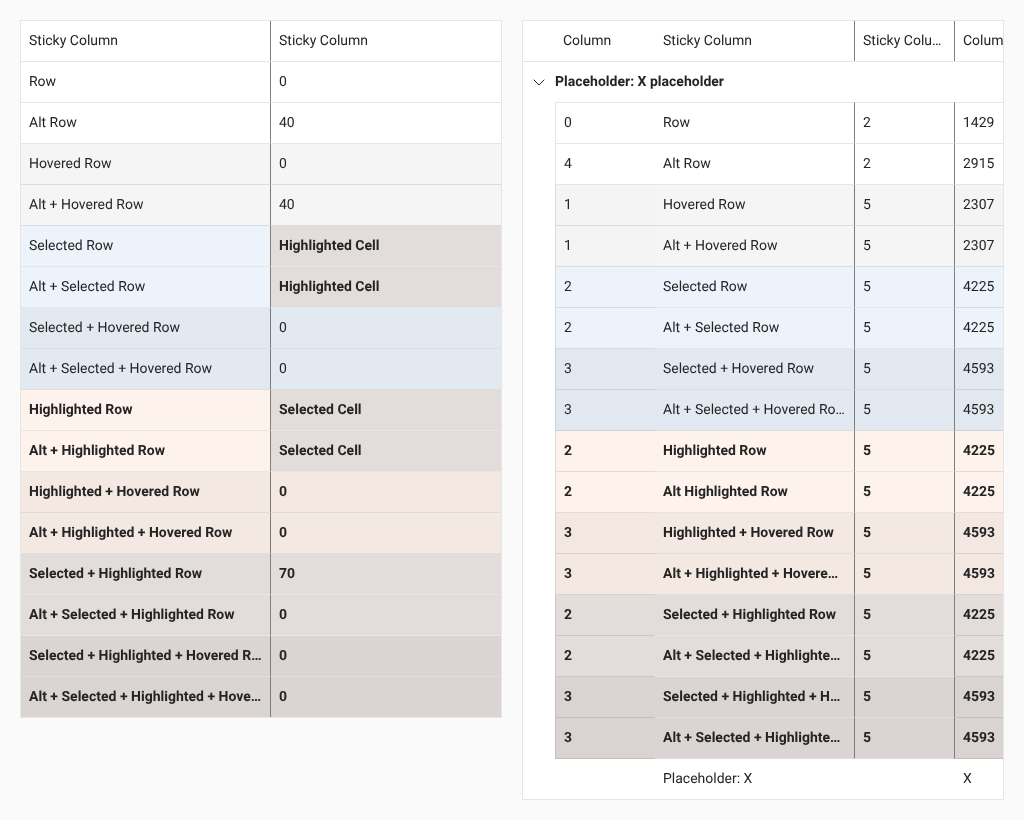 Sticky Column Sticky Column
Row 0
Alt Row 40
Hovered Row 0
Alt + Hovered Row 40
Selected Row Highlighted Cell
Alt + Selected Row Highlighted Cell
Selected + Hovered Row 0
Alt + Selected + Hovered Row 0
Highlighted Row Selected Cell
Alt + Highlighted Row Selected Cell
Highlighted + Hovered Row 0
Alt + Highlighted + Hovered Row 0
Selected + Highlighted Row 70
Alt + Selected + Highlighted Row 0
Selected + Highlighted + Hovered R… 0
Alt + Selected + Highlighted + Hove… 0
Column Sticky Column Sticky Colu… Colum
Placeholder: X placeholder
0 Row 2 1429
4 Alt Row 2 2915
1 Hovered Row 5 2307
1 Alt + Hovered Row 5 2307
2 Selected Row 5 4225
2 Alt + Selected Row 5 4225
3 Selected + Hovered Row 5 4593
3 Alt + Selected + Hovered Ro… 5 4593
2 Highlighted Row 5 4225
2 Alt Highlighted Row 5 4225
3 Highlighted + Hovered Row 5 4593
3 Alt + Highlighted + Hovere… 5 4593
2 Selected + Highlighted Row 5 4225
2 Alt + Selected + Highlighte… 5 4225
3 Selected + Highlighted + H… 5 4593
3 Alt + Selected + Highlighte… 5 4593
Placeholder: X X